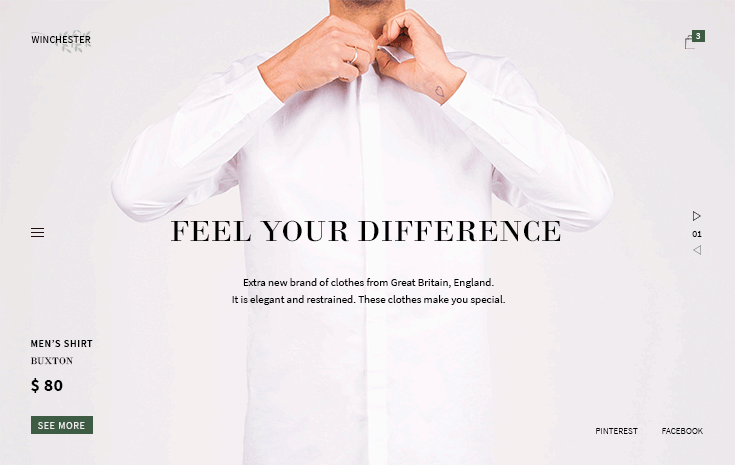 WINCHESTER
3
FEEL YOUR DIFFERENCE
01
Extra new brand of clothes from Great Britain, England.
It is elegant and restrained. These clothes make you special.
MEN'S SHIRT
BUXTON
$ 80
SEE MORE
PINTEREST FACEBOOK